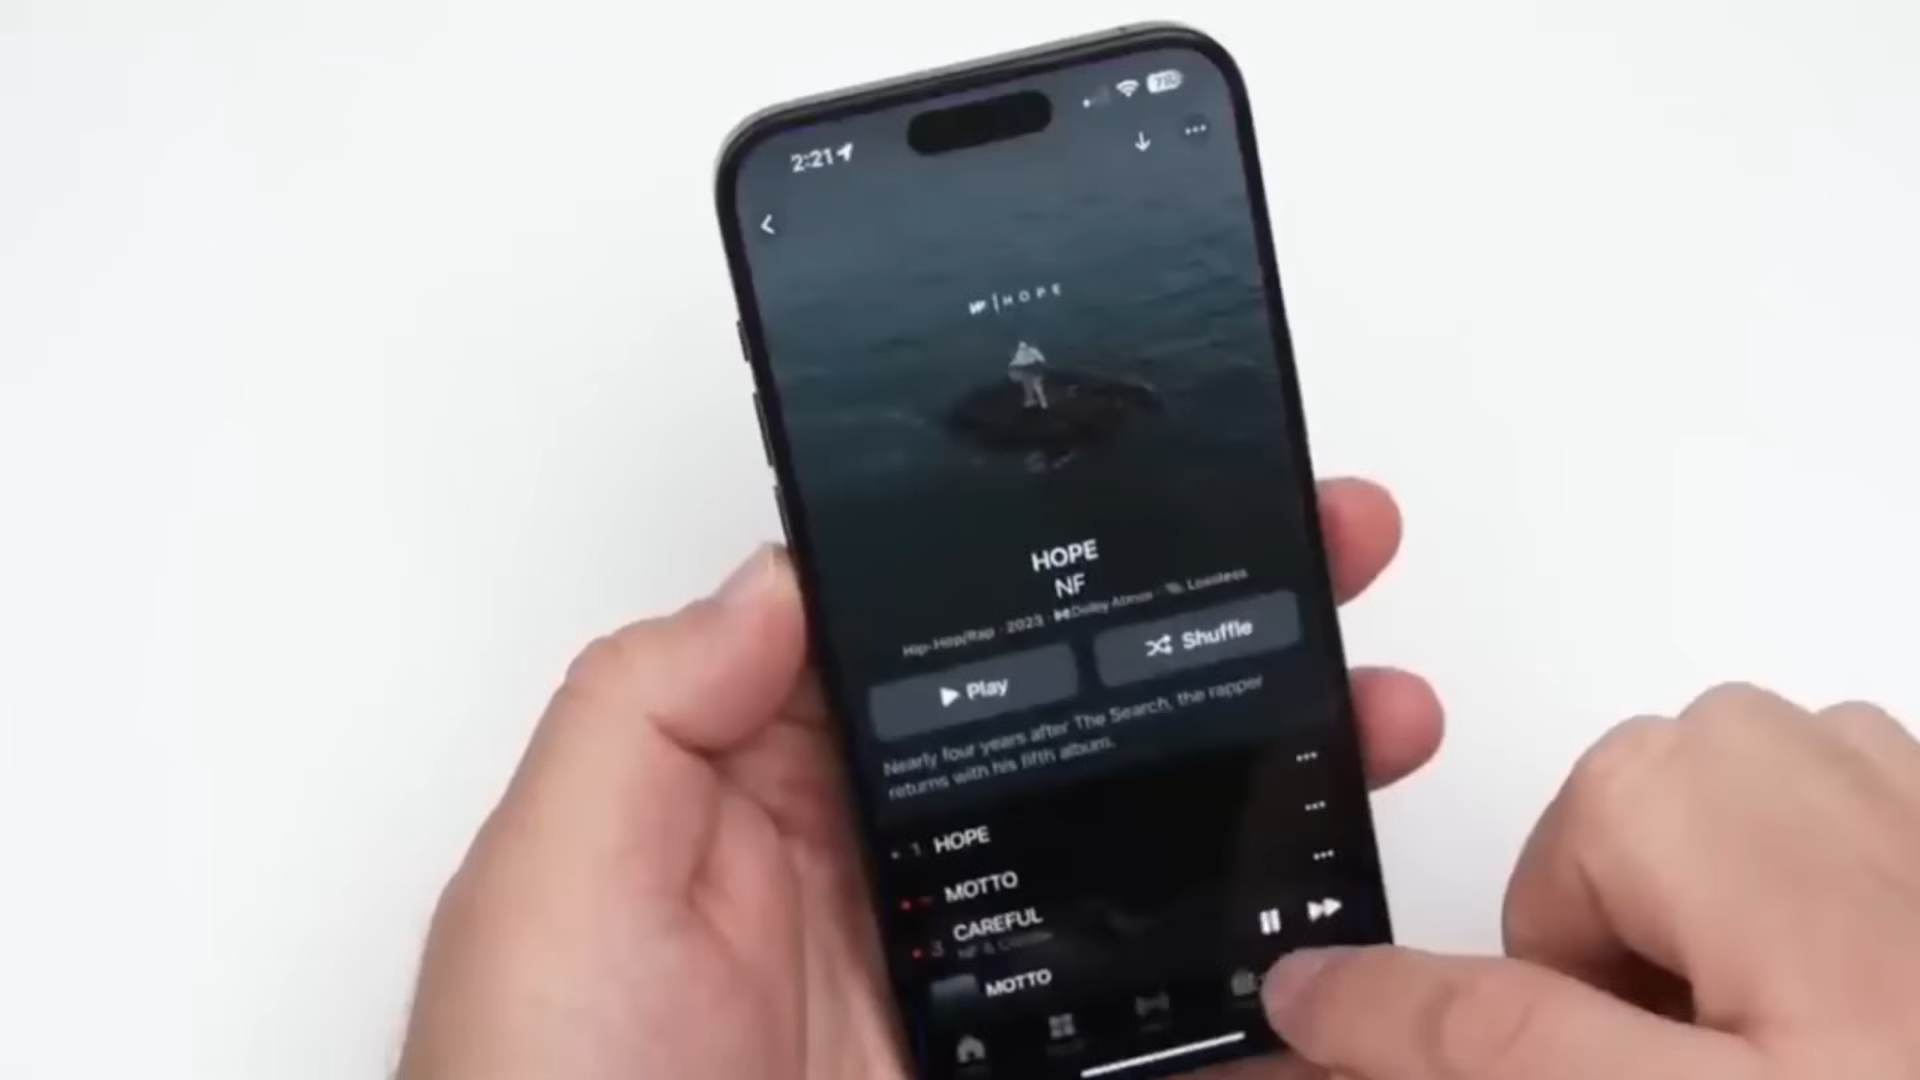 2:21
NF | HOPE
HOPE
NF
Hip-Hop/Rap · 2023 · Dolby Atmos · Lossless
Play
Shuffle
Nearly four years after The Search, the rapper
returns with his fifth album.
1 HOPE
MOTTO
3 CAREFUL
MOTTO